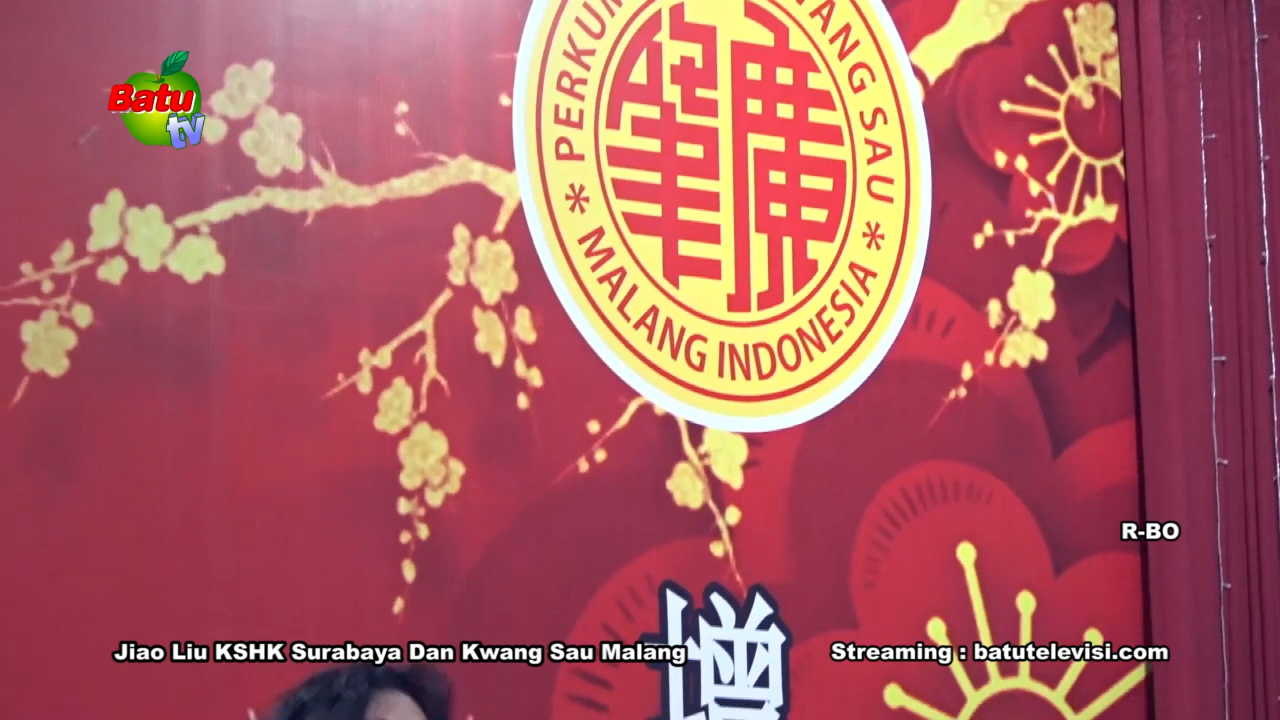 Batu
tv
PERKUM
ANG SAU
肇 廣
* MALANG INDONESIA *
R-BO
Jiao Liu KSHK Surabaya Dan Kwang Sau Malang
Streaming : batutelevisi.com